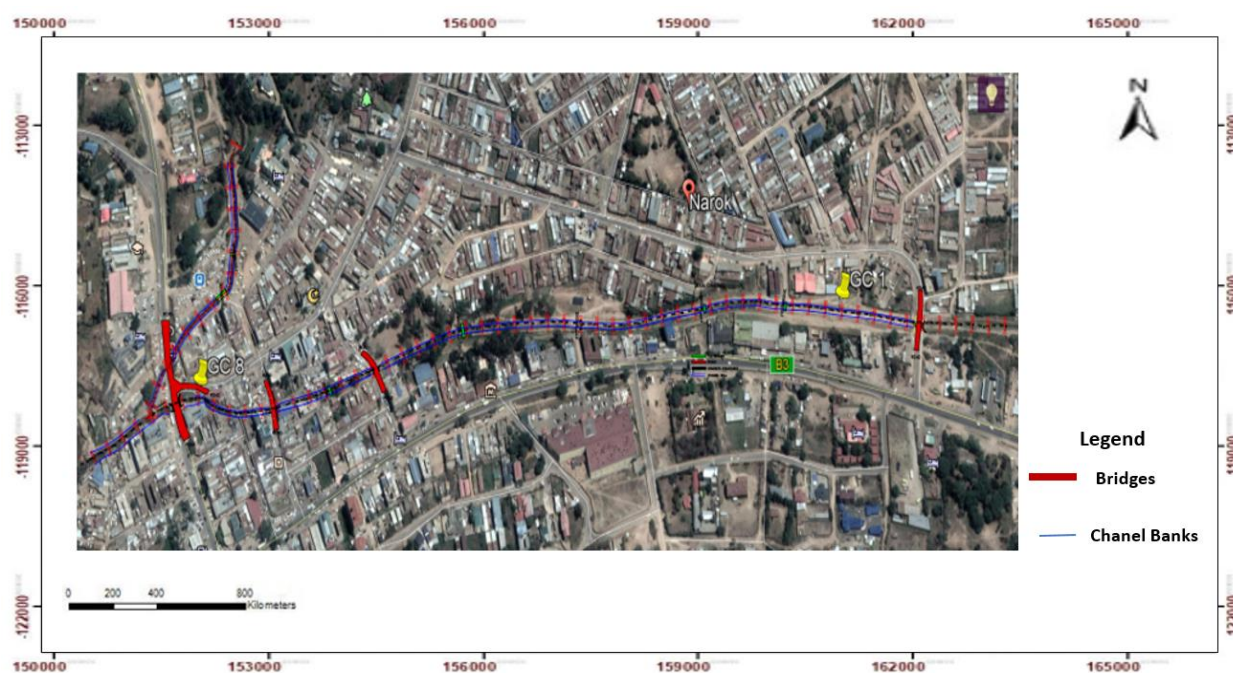 150000 153000 156000 159000 162000 165000
N
-113000
Narok
-116000
GC 1
GC 8
B3
-119000
Legend
Bridges
Chanel Banks
0 200 400 800
Kilometers
-122000
150000 153000 156000 159000 162000 165000